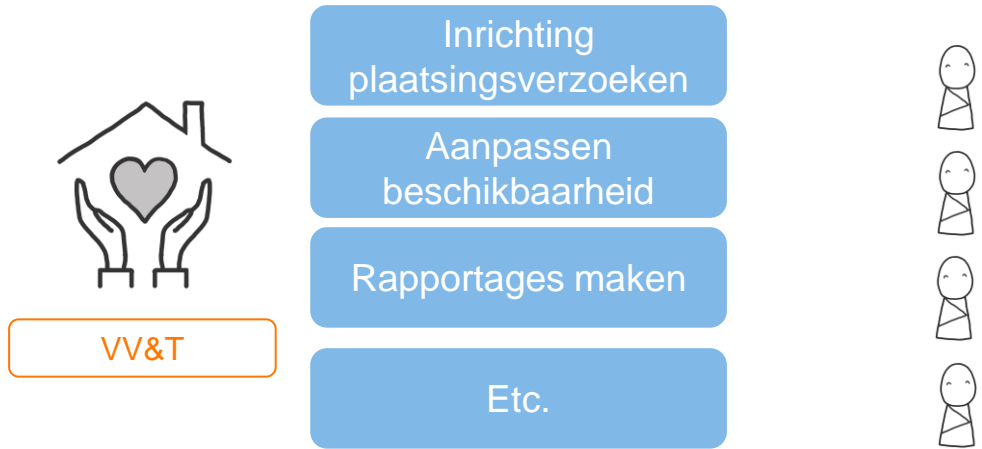 Inrichting
plaatsingsverzoeken
Aanpassen
beschikbaarheid
Rapportages maken
VV&T
Etc.